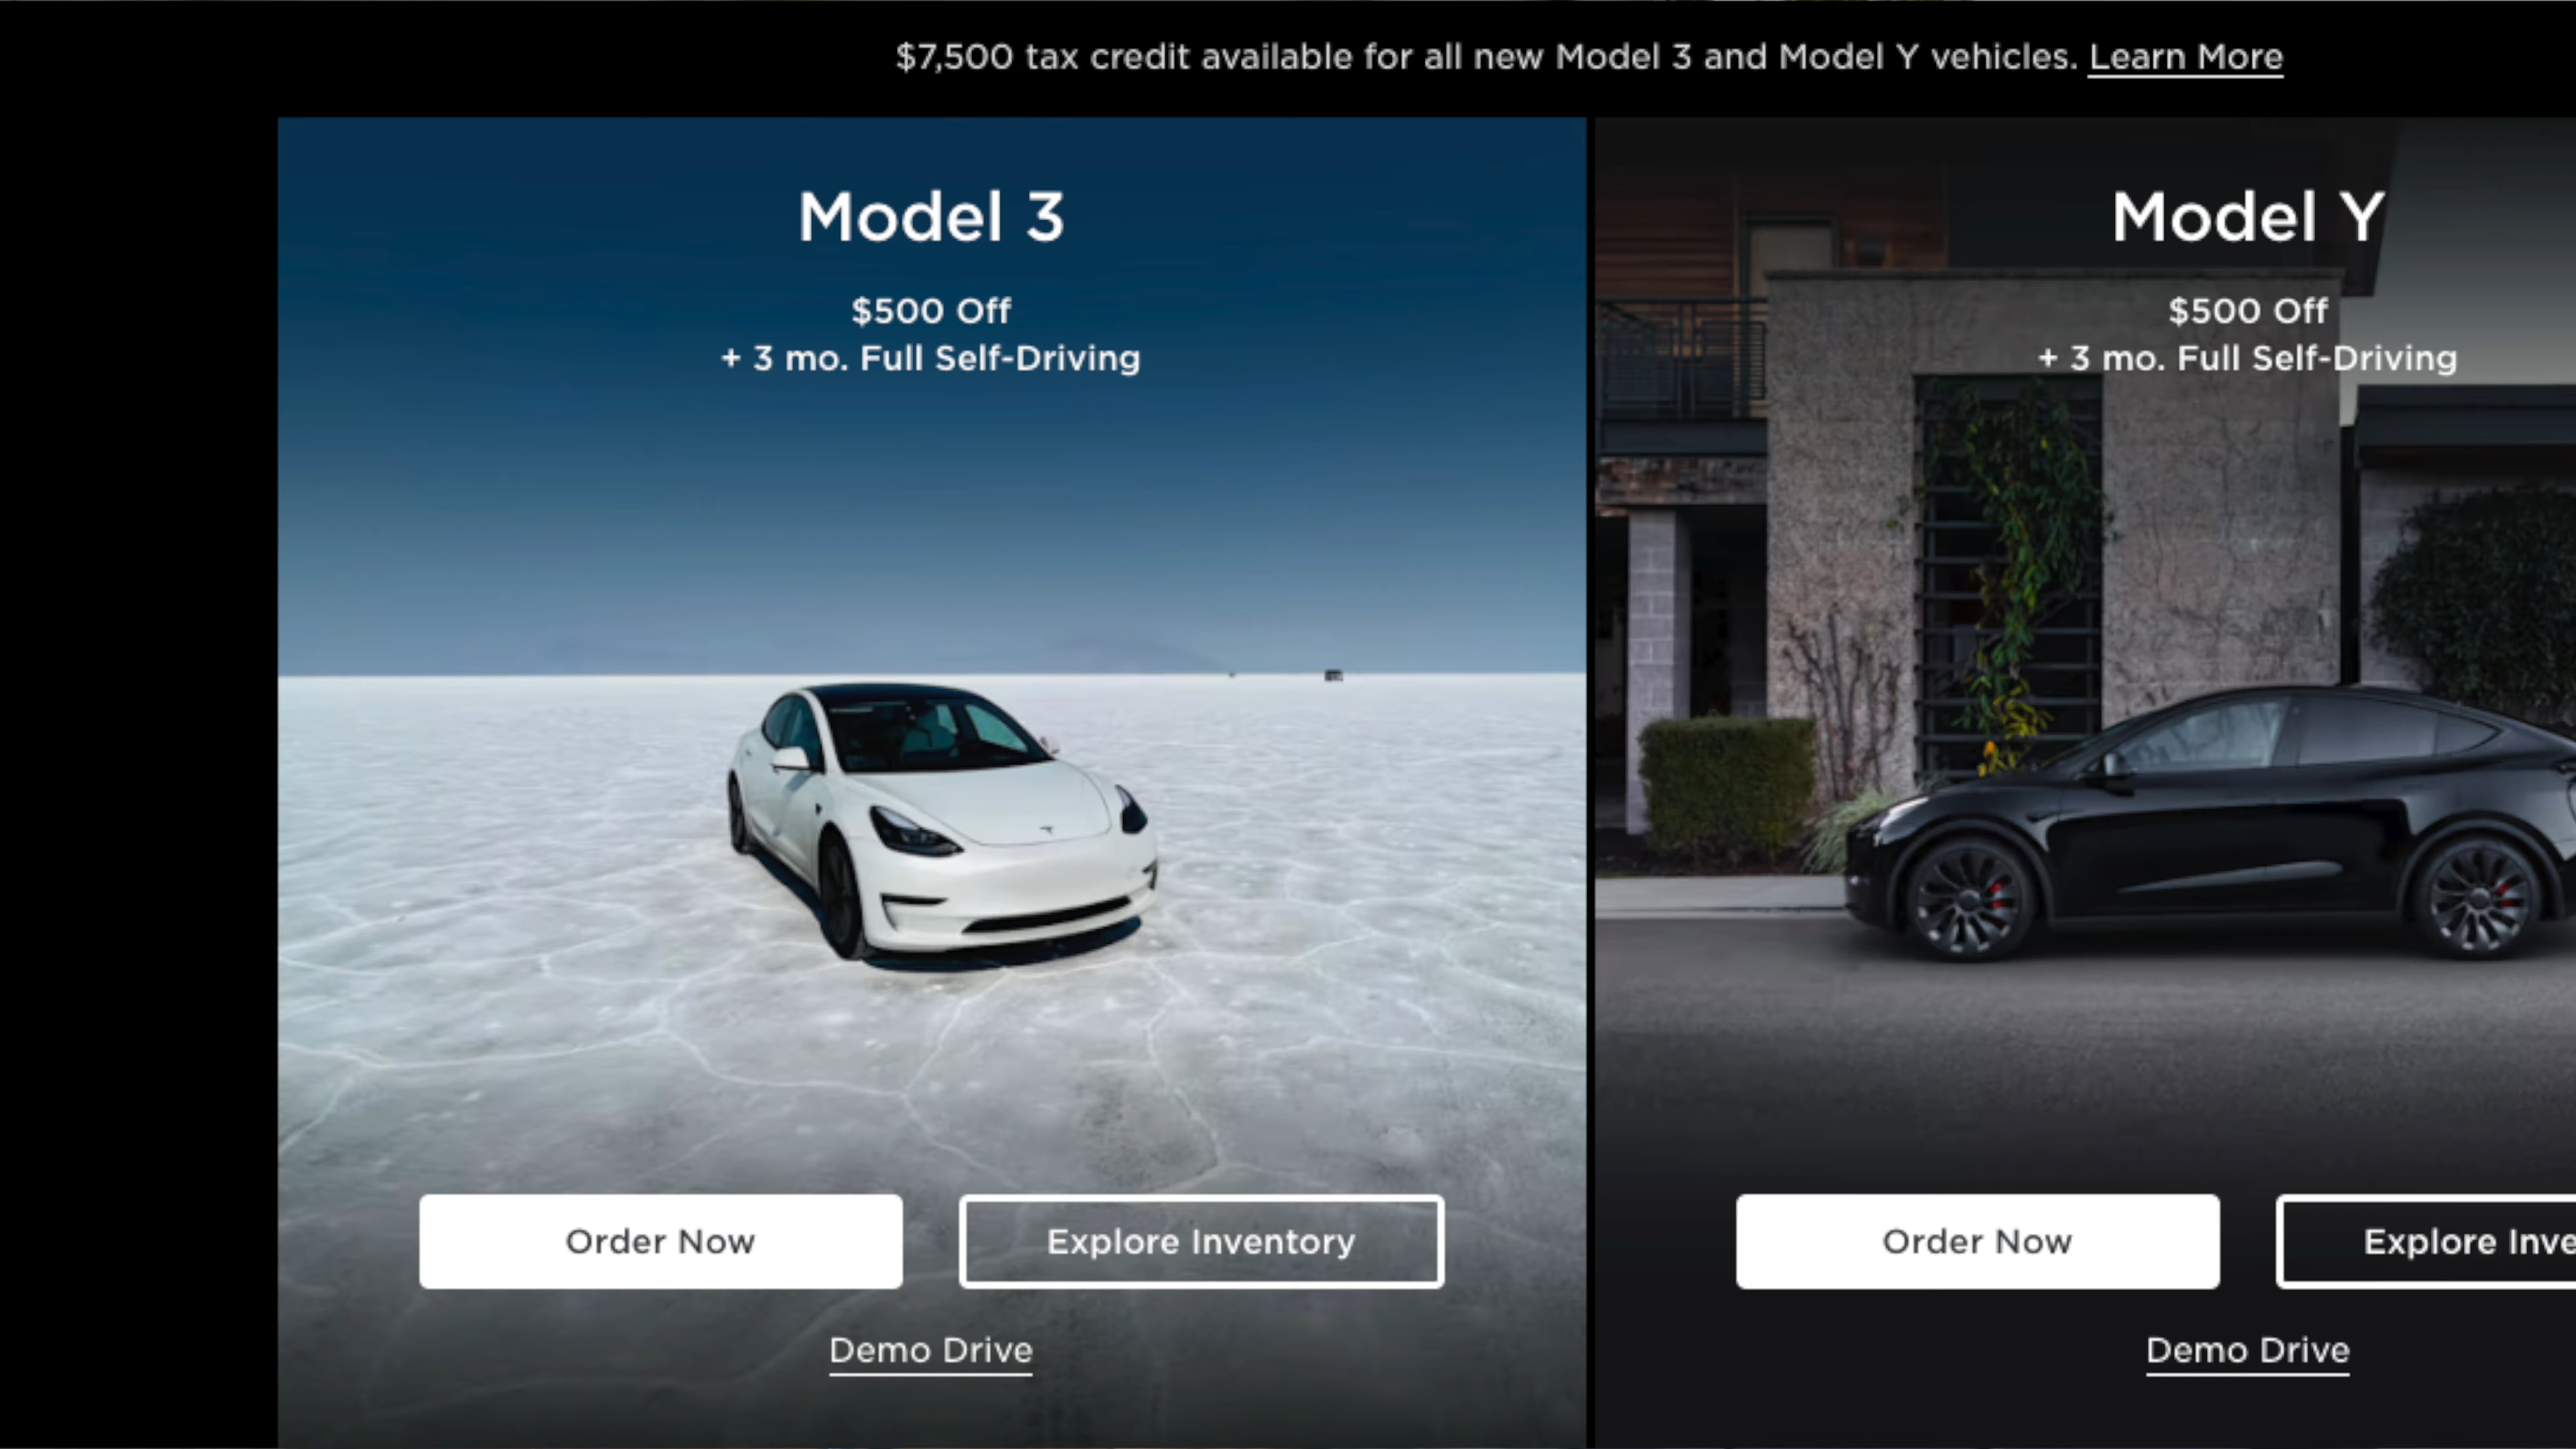 $7,500 tax credit available for all new Model 3 and Model Y vehicles. Learn More
Model 3
$500 Off
+ 3 mo. Full Self-Driving
Order Now
Explore Inventory
Demo Drive
Model Y
$500 Off
+ 3 mo. Full Self-Driving
Order Now
Explore Inve
Demo Drive